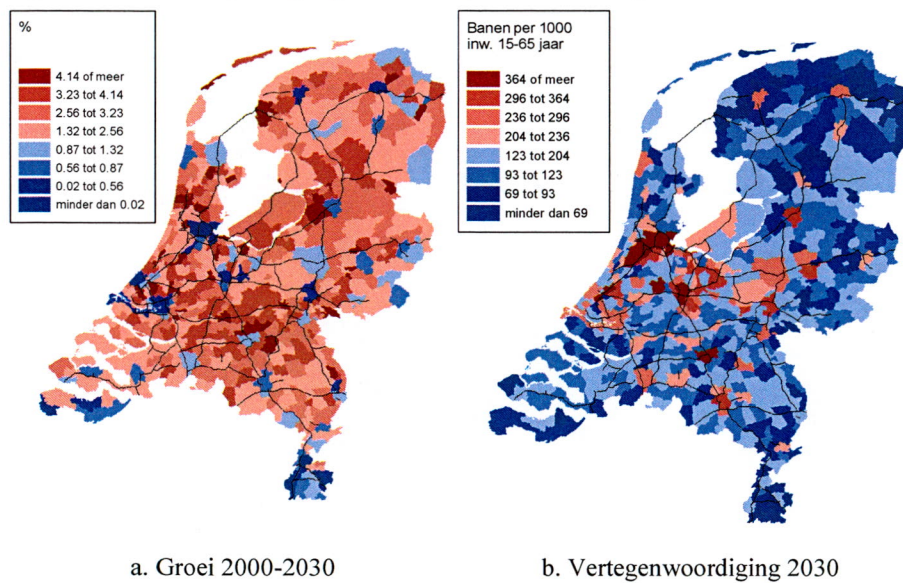 %
4.14 of meer
3.23 tot 4.14
2.56 tot 3.23
1.32 tot 2.56
0.87 tot 1.32
0.56 tot 0.87
0.02 tot 0.56
minder dan 0.02
Banen per 1000
inw. 15-65 jaar
364 of meer
296 tot 364
236 tot 296
204 tot 236
123 tot 204
93 tot 123
69 tot 93
minder dan 69
a. Groei 2000-2030
b. Vertegenwoordiging 2030